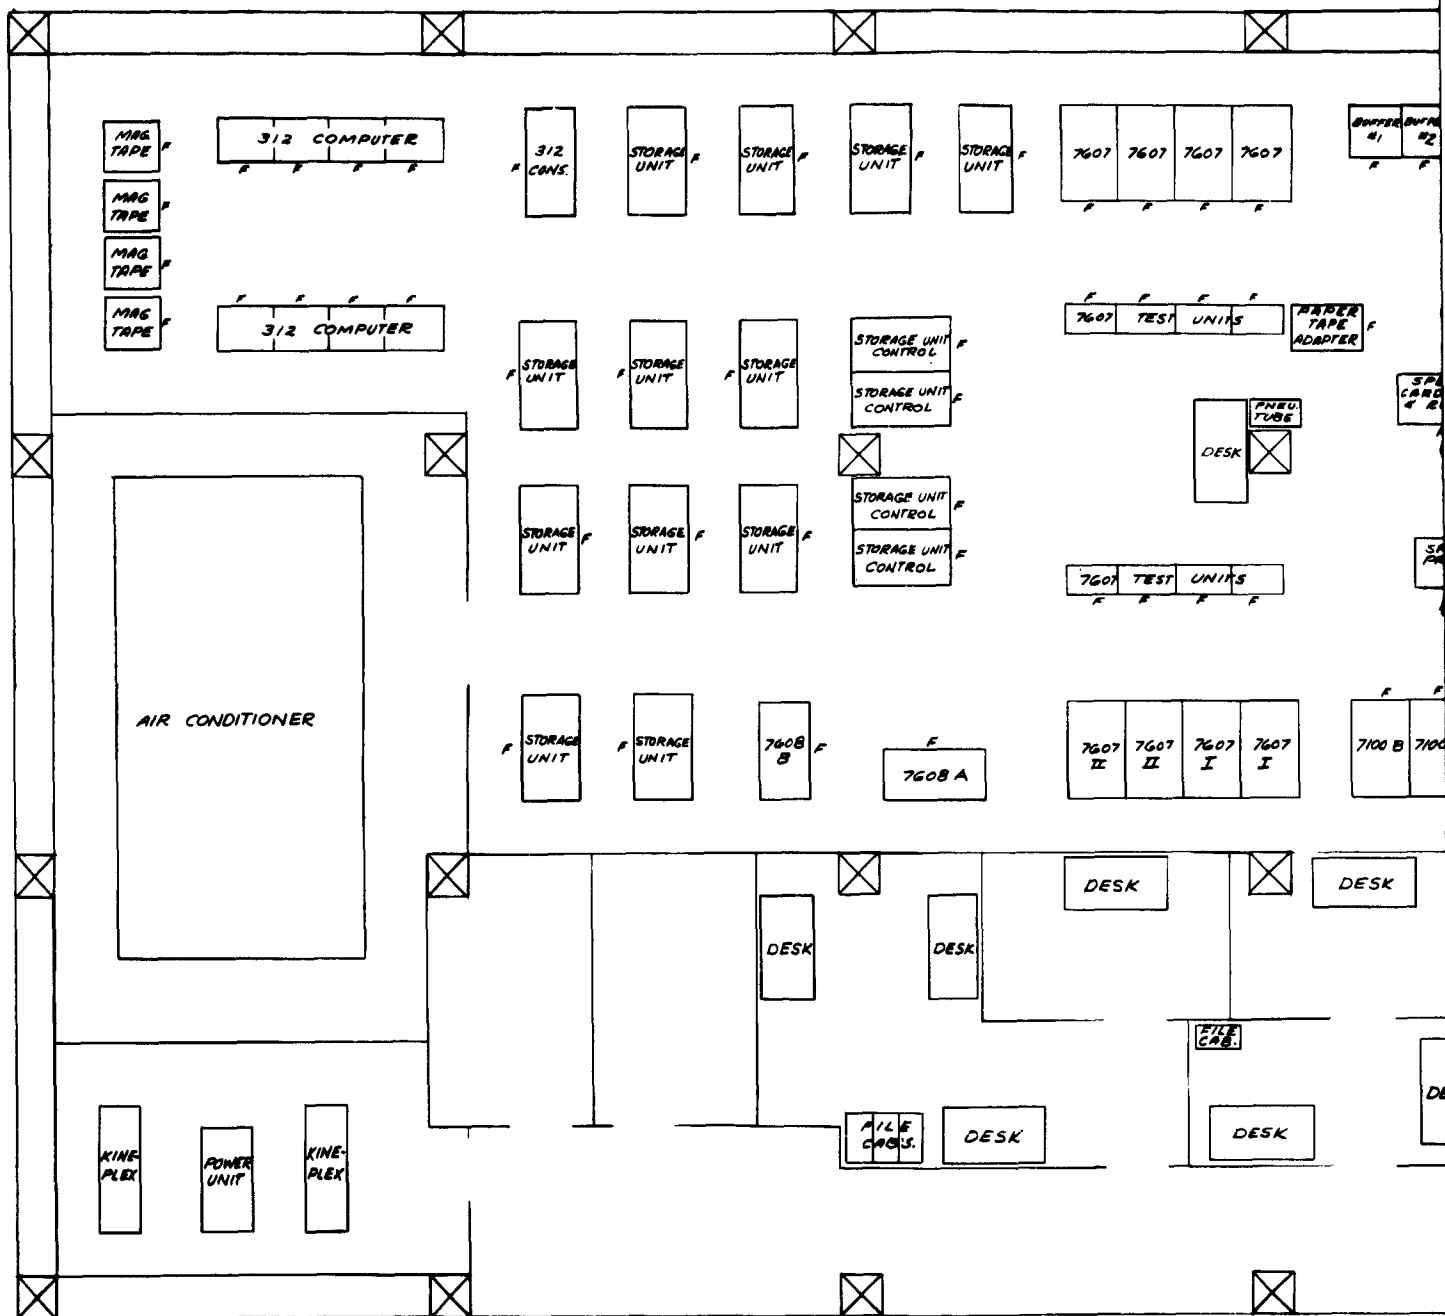 MAG
TAPE
F
312 COMPUTER
F F F F
312
CONS.
F
STORAGE
UNIT
F
STORAGE
UNIT
F
STORAGE
UNIT
F
STORAGE
UNIT
F
7607 7607 7607 7607
F F F F
BUFFER
#1
F
#2
F
MAG
TAPE
F
MAG
TAPE
F
MAG
TAPE
F
F F F F
312 COMPUTER
F
STORAGE
UNIT
F
STORAGE
UNIT
F
STORAGE
UNIT
STORAGE UNIT
CONTROL
F
STORAGE UNIT
CONTROL
F
F F F F
7607 TEST UNITS
PAPER
TAPE
ADAPTER
F
PNEU.
TUBE
DESK
STORAGE
UNIT
F
STORAGE
UNIT
F
STORAGE
UNIT
F
STORAGE UNIT
CONTROL
F
STORAGE UNIT
CONTROL
F
7607 TEST UNITS
F F F F
AIR CONDITIONER
F
STORAGE
UNIT
F
STORAGE
UNIT
7608
B
F
F
7608 A
7607
II
7607
II
7607
I
7607
I
F F
7100 B 7100
DESK
DESK
DESK
DESK
FILE
CAB.
KINE-
PLEX
POWER
UNIT
KINE-
PLEX
FILE
CAB'S.
DESK
DESK